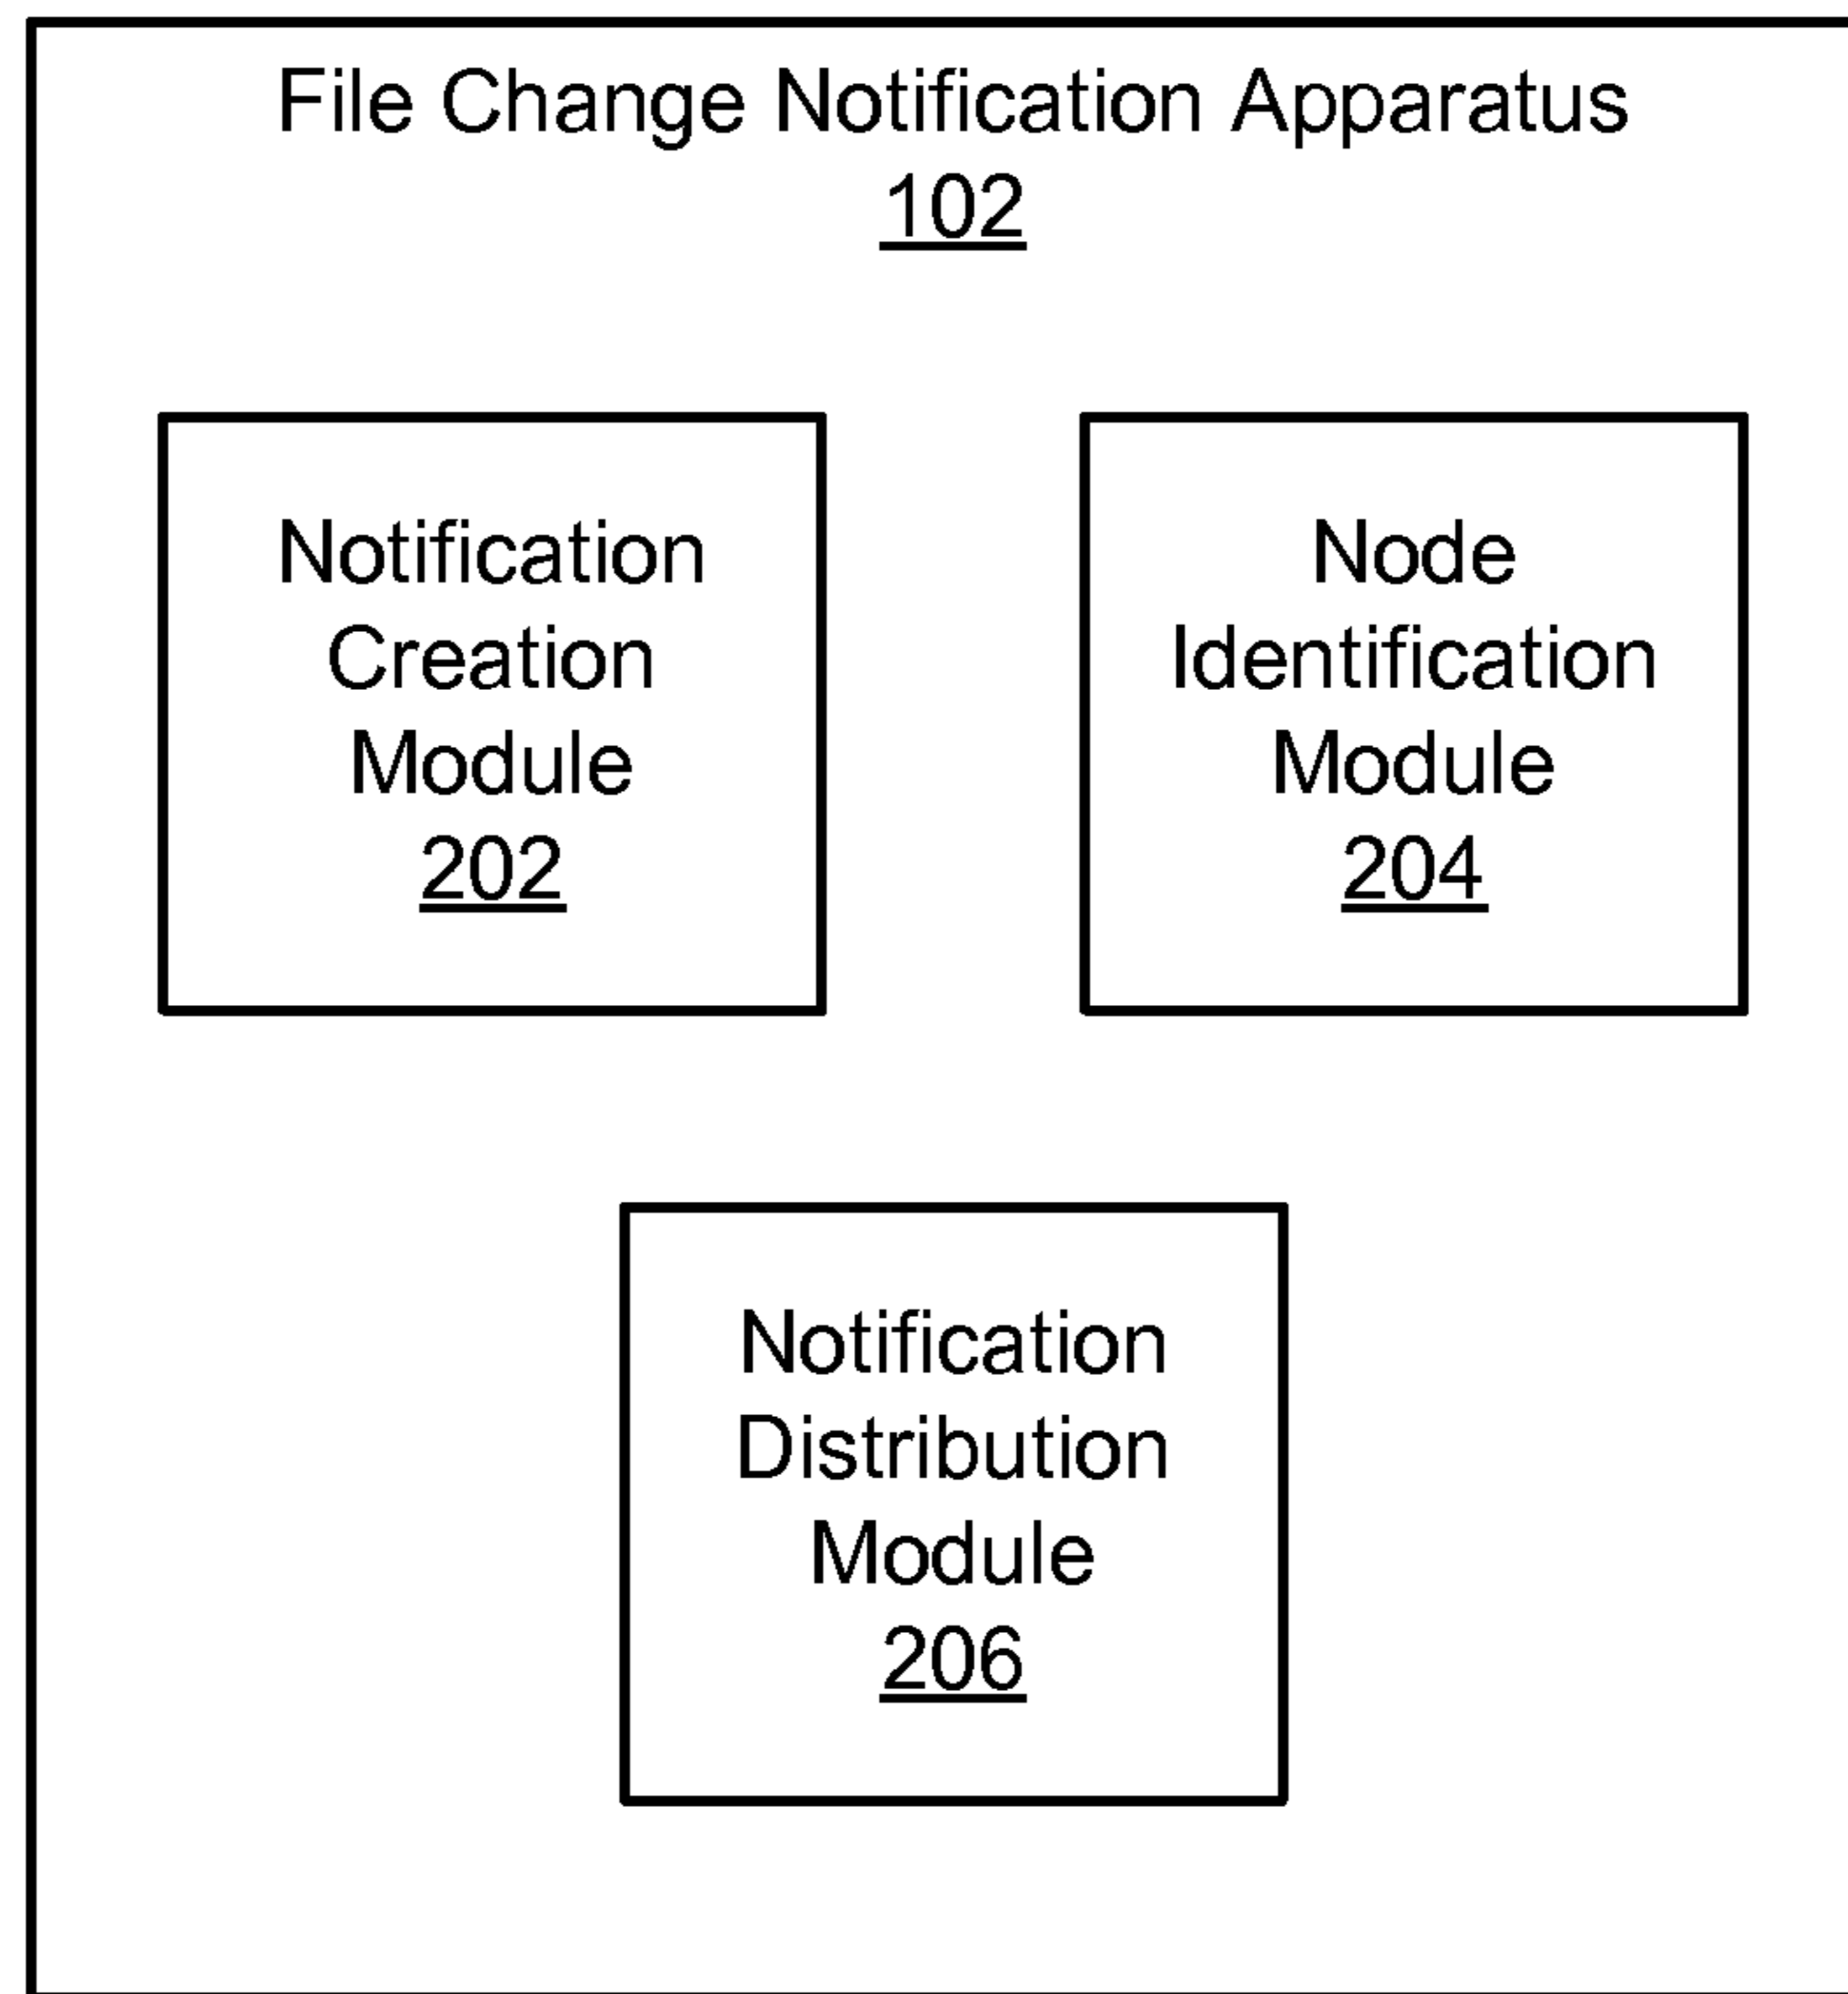 File Change Notification Apparatus
102
Notification
Creation
Module
202
Node
Identification
Module
204
Notification
Distribution
Module
206